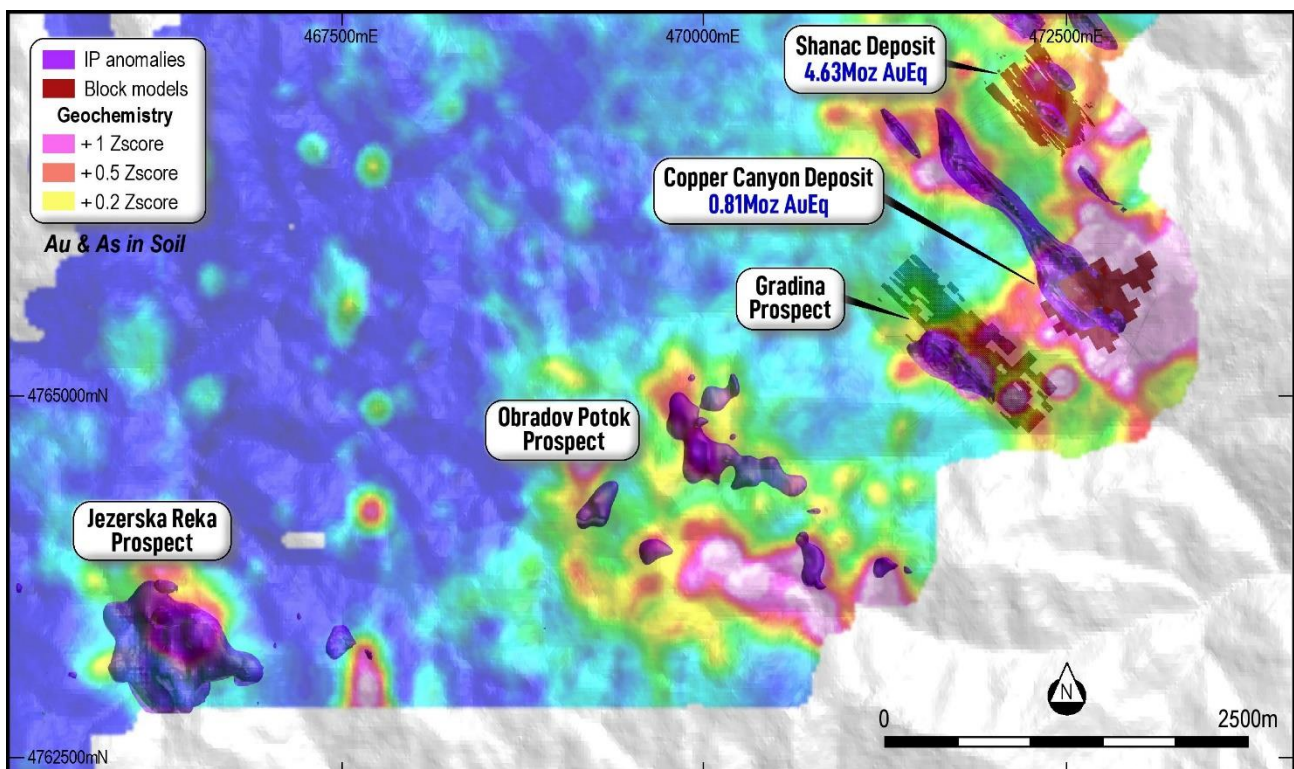 467500mE
470000mE
472500mE
IP anomalies
Block models
Geochemistry
+ 1 Zscore
+ 0.5 Zscore
+ 0.2 Zscore
Au & As in Soil
Shanac Deposit
4.63Moz AuEq
Copper Canyon Deposit
0.81Moz AuEq
Gradina
Prospect
4765000mN
Obradov Potok
Prospect
Jezerska Reka
Prospect
N
0
2500m
4762500mN